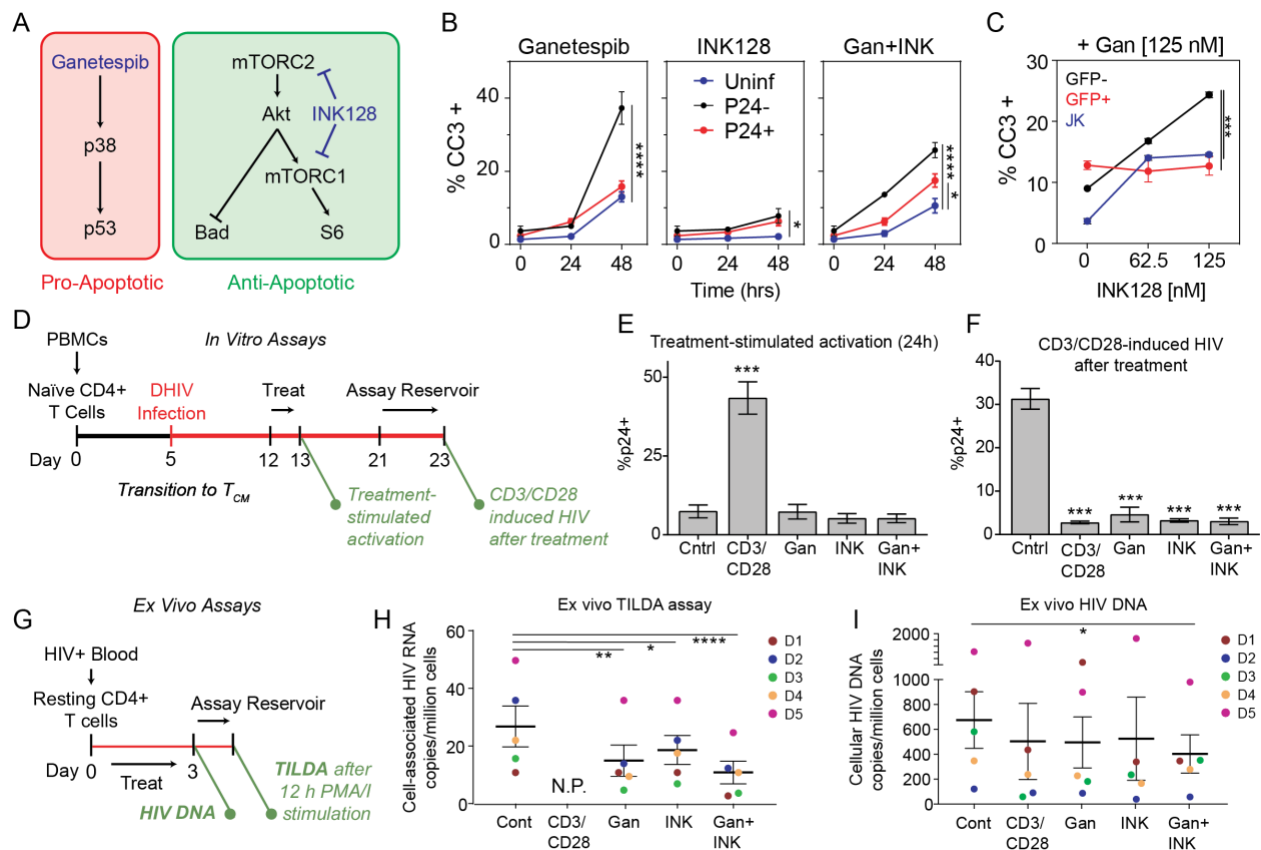 A
Ganetespib
p38
p53
Pro-Apoptotic
mTORC2
Akt
INK128
mTORC1
Bad
S6
Anti-Apoptotic
B
Ganetespib
INK128
Gan+INK
% CC3 +
40
20
0
Uninf
P24-
P24+
****
*
****
*
0 24 48
0 24 48
0 24 48
Time (hrs)
C
+ Gan [125 nM]
GFP-
GFP+
JK
% CC3 +
30
20
10
0
***
0 62.5 125
INK128 [nM]
D
In Vitro Assays
PBMCs
Naïve CD4+
T Cells
DHIV
Infection
Treat
Assay Reservoir
Day 0 5 12 13 21 23
Transition to TCM
Treatment-
stimulated
activation
CD3/CD28
induced HIV
after treatment
E
Treatment-stimulated activation (24h)
%p24+
50
25
0
***
Cntrl CD3/
CD28 Gan INK Gan+
INK
F
CD3/CD28-induced HIV
after treatment
%p24+
40
30
20
10
0
*** *** *** ***
Cntrl CD3/
CD28 Gan INK Gan+
INK
G
Ex Vivo Assays
HIV+ Blood
Resting CD4+
T cells
Assay Reservoir
Day 0 Treat 3
HIV DNA
TILDA after
12 h PMA/I
stimulation
H
Ex vivo TILDA assay
Cell-associated HIV RNA
copies/million cells
60
40
20
0
** * ****
N.P.
Cont CD3/
CD28 Gan INK Gan+
INK
D1
D2
D3
D4
D5
I
Ex vivo HIV DNA
Cellular HIV DNA
copies/million cells
2000
1000
800
600
400
200
0
*
Cont CD3/
CD28 Gan INK Gan+
INK
D1
D2
D3
D4
D5